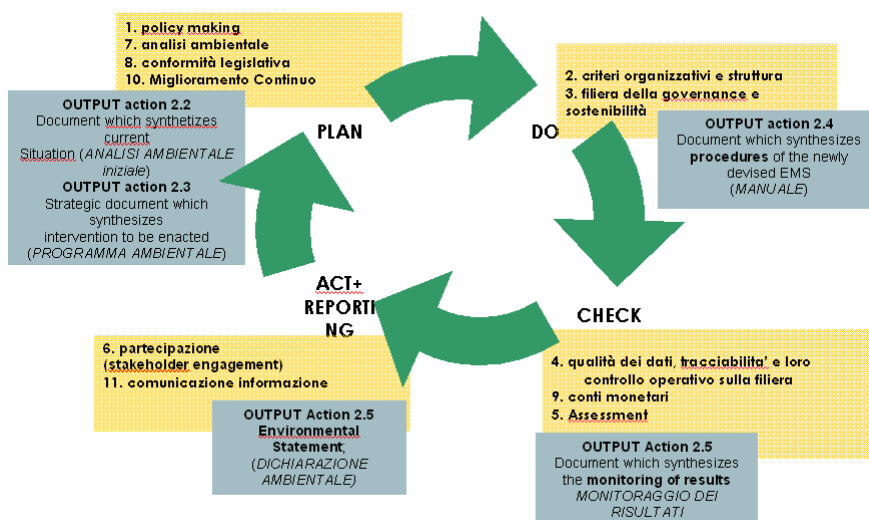 1. policy making
7. analisi ambientale
8. conformità legislativa
10. Miglioramento Continuo
OUTPUT action 2.2
Document which synthetizes
current
Situation (ANALISI AMBIENTALE
iniziale)
OUTPUT action 2.3
Strategic document which
synthesizes
intervention to be enacted
(PROGRAMMA AMBIENTALE)
PLAN
DO
2. criteri organizzativi e struttura
3. filiera della governance e
sostenibilità
OUTPUT action 2.4
Document which synthesizes
procedures of the newly
devised EMS
(MANUALE)
ACT+
REPORTI
NG
CHECK
6. partecipazione
(stakeholder engagement)
11. comunicazione informazione
OUTPUT Action 2.5
Environmental
Statement;
(DICHIARAZIONE
AMBIENTALE)
4. qualità dei dati, tracciabilita' e loro
controllo operativo sulla filiera
9. conti monetari
5. Assessment
OUTPUT Action 2.5
Document which synthesizes
the monitoring of results
MONITORAGGIO DEI
RISULTATI